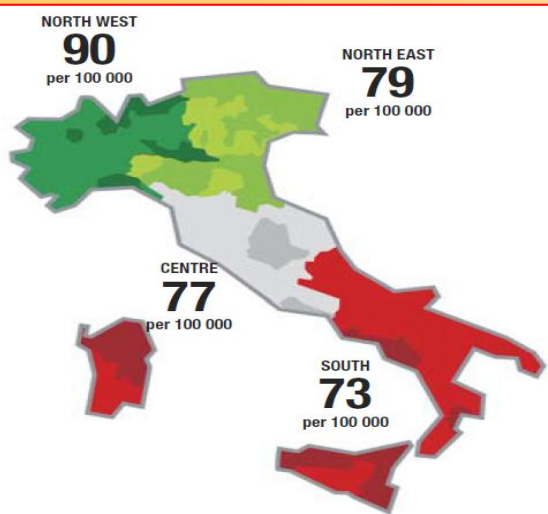 NORTH WEST
90
per 100 000
NORTH EAST
79
per 100 000
CENTRE
77
per 100 000
SOUTH
73
per 100 000